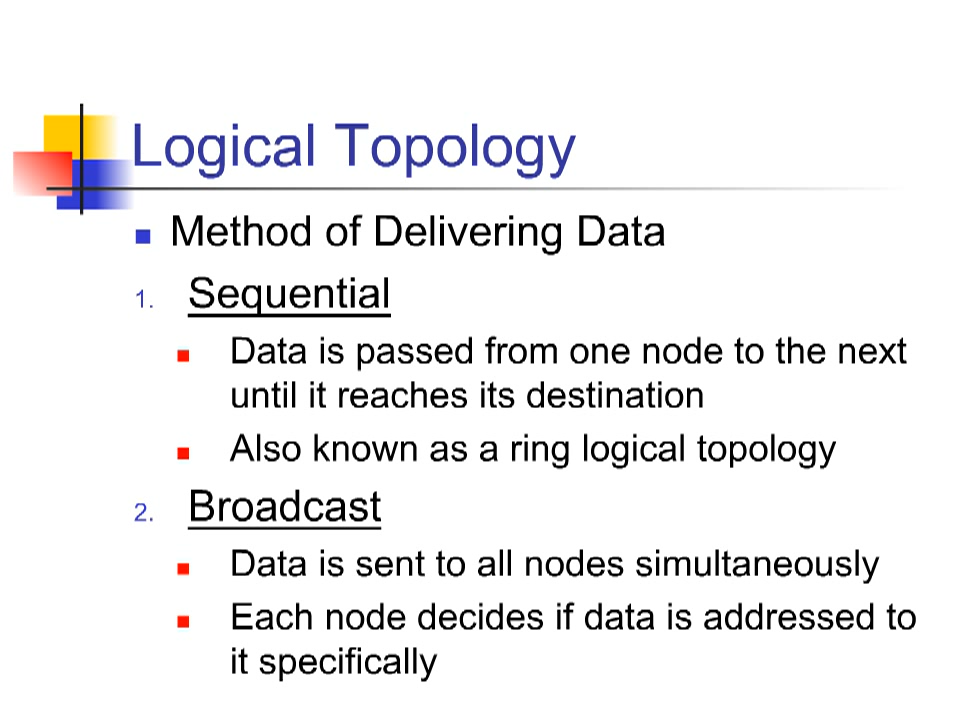 Logical Topology
Method of Delivering Data
1. Sequential
Data is passed from one node to the next
until it reaches its destination
Also known as a ring logical topology
2. Broadcast
Data is sent to all nodes simultaneously
Each node decides if data is addressed to
it specifically